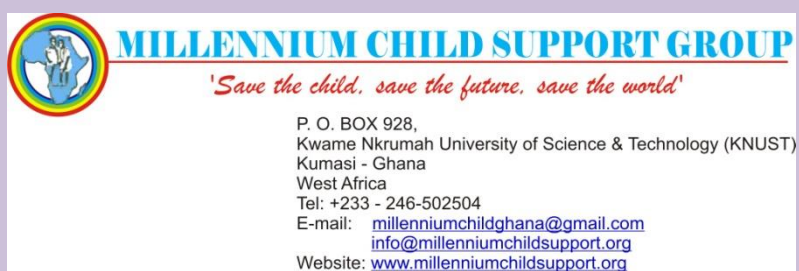 MILLENNIUM CHILD SUPPORT GROUP
'Save the child, save the future, save the world'
P. O. BOX 928,
Kwame Nkrumah University of Science & Technology (KNUST)
Kumasi - Ghana
West Africa
Tel: +233 - 246-502504
E-mail: millenniumchildghana@gmail.com
info@millenniumchildsupport.org
Website: www.millenniumchildsupport.org